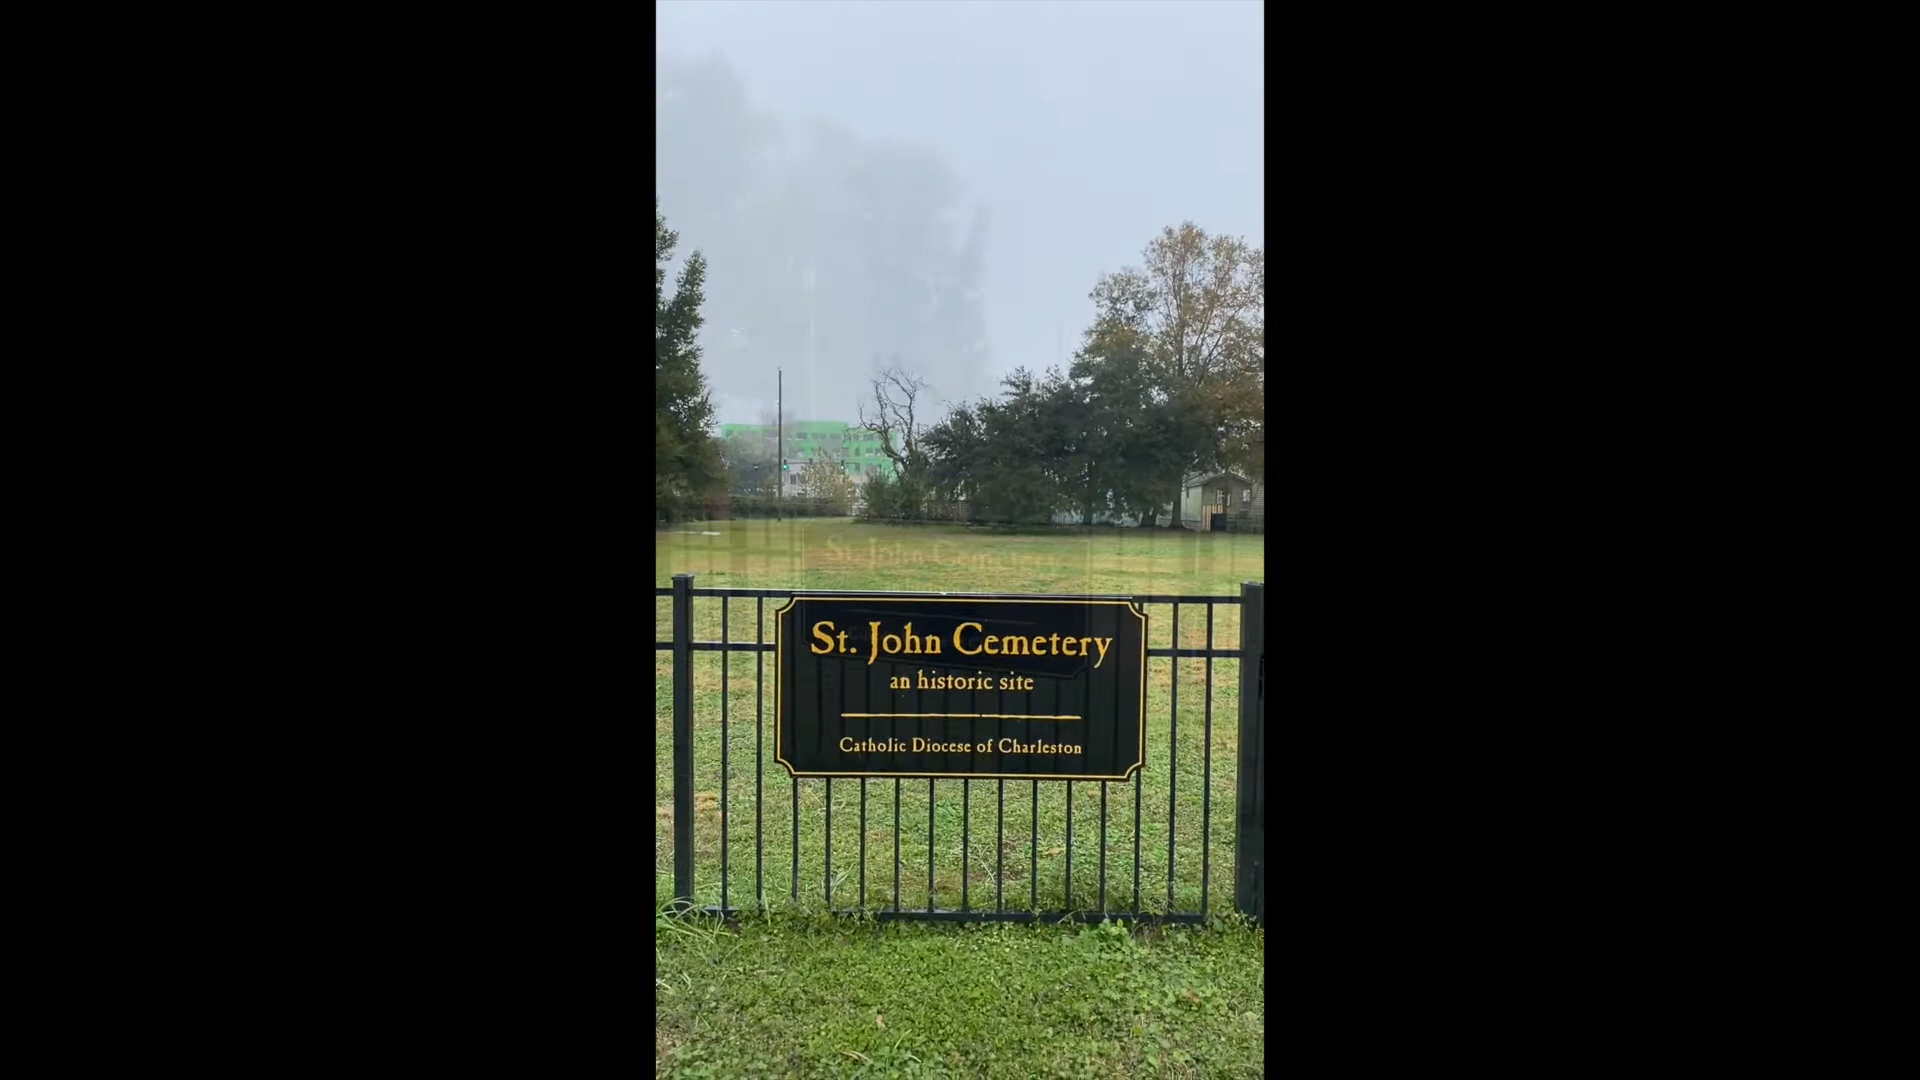 St. John Cemetery
an historic site
Catholic Diocese of Charleston